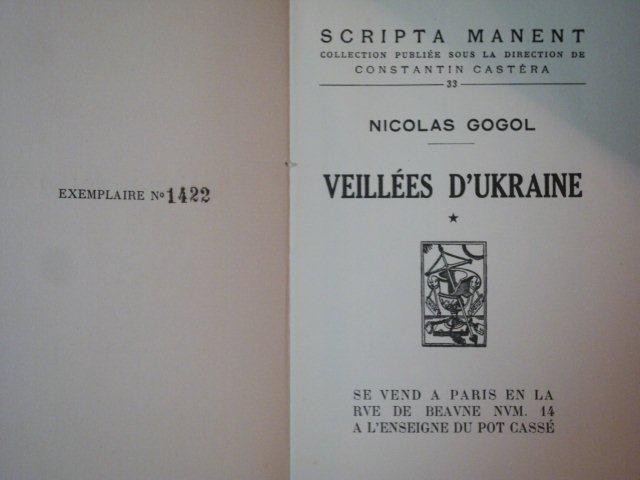 EXEMPLAIRE Nº 1422
SCRIPTA MANENT
COLLECTION PUBLIÉE SOUS LA DIRECTION DE
CONSTANTIN CASTÉRA
33
NICOLAS GOGOL
VEILLÉES D'UKRAINE
★
SE VEND A PARIS EN LA
RVE DE BEAVNE NVM. 14
A L'ENSEIGNE DU POT CASSÉ